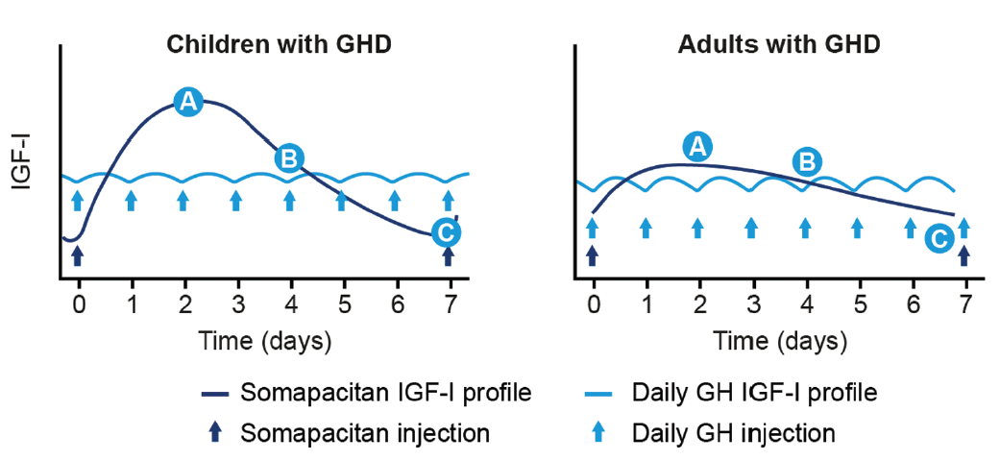 Children with GHD
Adults with GHD
IGF-I
A
B
C
A
B
C
0 1 2 3 4 5 6 7
0 1 2 3 4 5 6 7
Time (days)
Time (days)
Somapacitan IGF-I profile
Daily GH IGF-I profile
Somapacitan injection
Daily GH injection